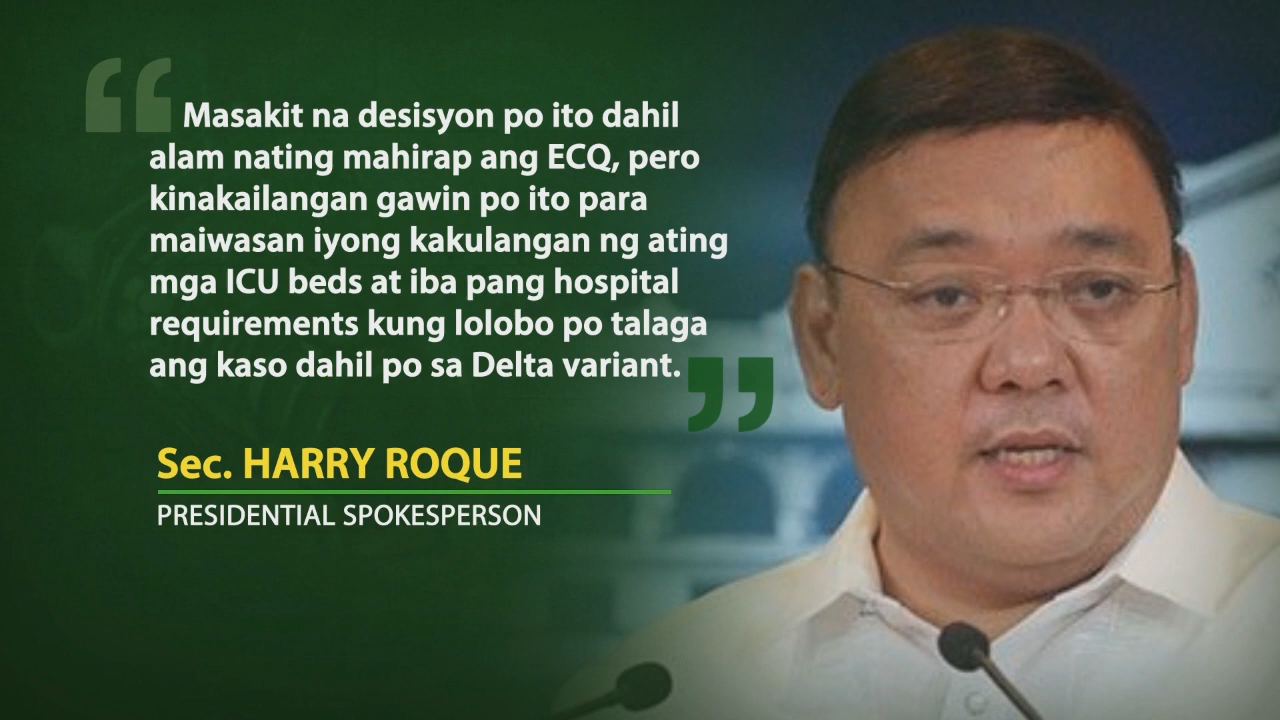 Masakit na desisyon po ito dahil
alam nating mahirap ang ECQ, pero
kinakailangan gawin po ito para
maiwasan iyong kakulangan ng ating
mga ICU beds at iba pang hospital
requirements kung lolobo po talaga
ang kaso dahil po sa Delta variant.
Sec. HARRY ROQUE
PRESIDENTIAL SPOKESPERSON